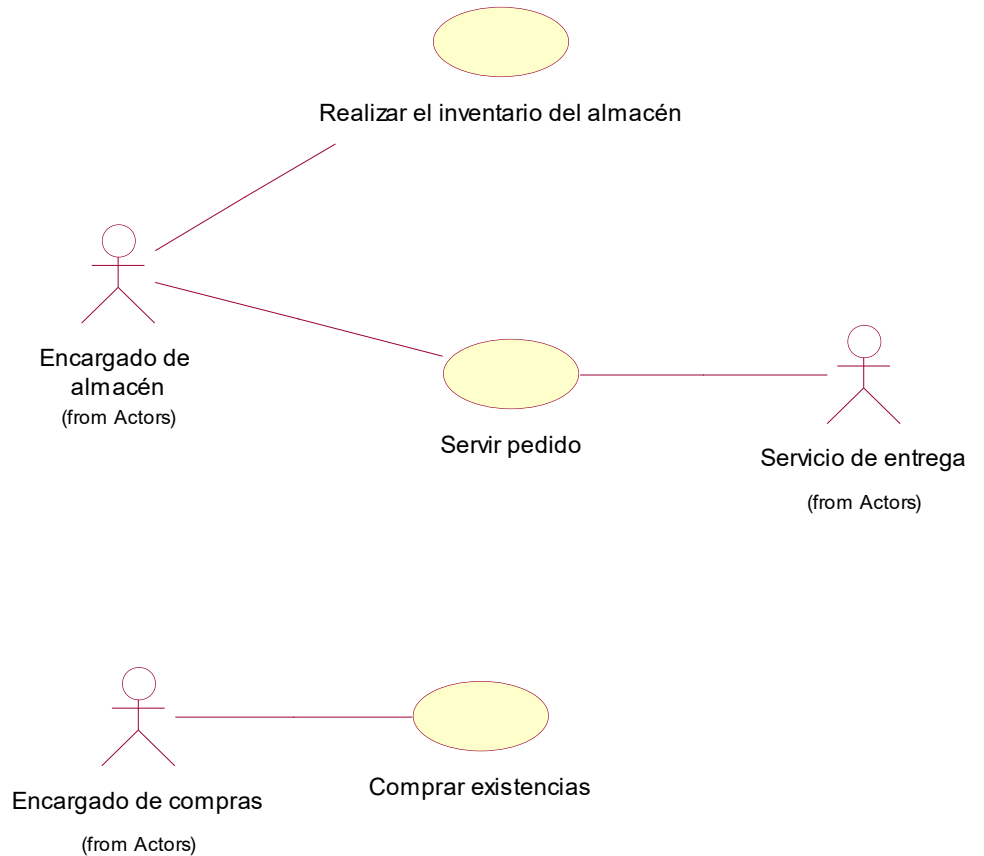 Realizar el inventario del almacén
Encargado de
almacén
(from Actors)
Servir pedido
Servicio de entrega
(from Actors)
Encargado de compras
(from Actors)
Comprar existencias